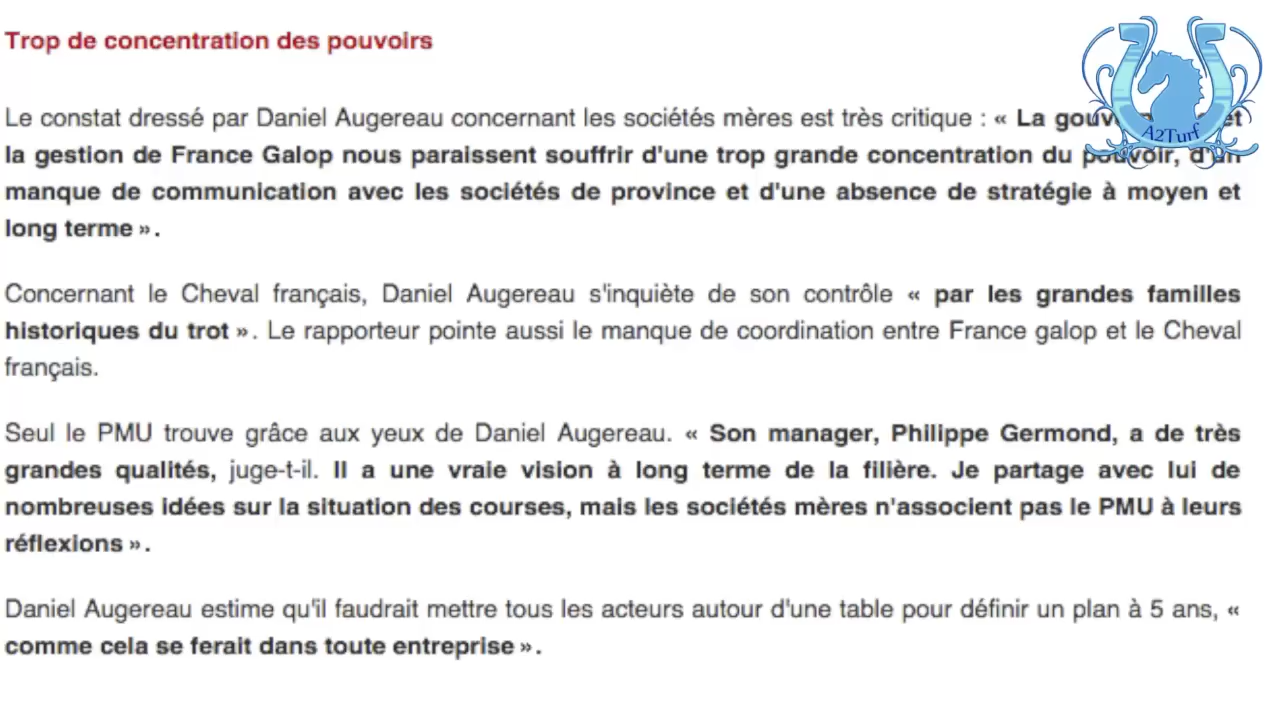 Trop de concentration des pouvoirs
Le constat dressé par Daniel Augereau concernant les sociétés mères est très critique : « La et
la gestion de France Galop nous paraissent souffrir d'une trop grande concentration du pouvoir, d'un
manque de communication avec les sociétés de province et d'une absence de stratégie à moyen et
long terme ».
Concernant le Cheval français, Daniel Augereau s'inquiète de son contrôle « par les grandes familles
historiques du trot ». Le rapporteur pointe aussi le manque de coordination entre France galop et le Cheval
français.
Seul le PMU trouve grâce aux yeux de Daniel Augereau. « Son manager, Philippe Germond, a de très
grandes qualités, juge-t-il. Il a une vraie vision à long terme de la filière. Je partage avec lui de
nombreuses idées sur la situation des courses, mais les sociétés mères n'associent pas le PMU à leurs
réflexions ».
Daniel Augereau estime qu'il faudrait mettre tous les acteurs autour d'une table pour définir un plan à 5 ans, «
comme cela se ferait dans toute entreprise ».
A2Turf